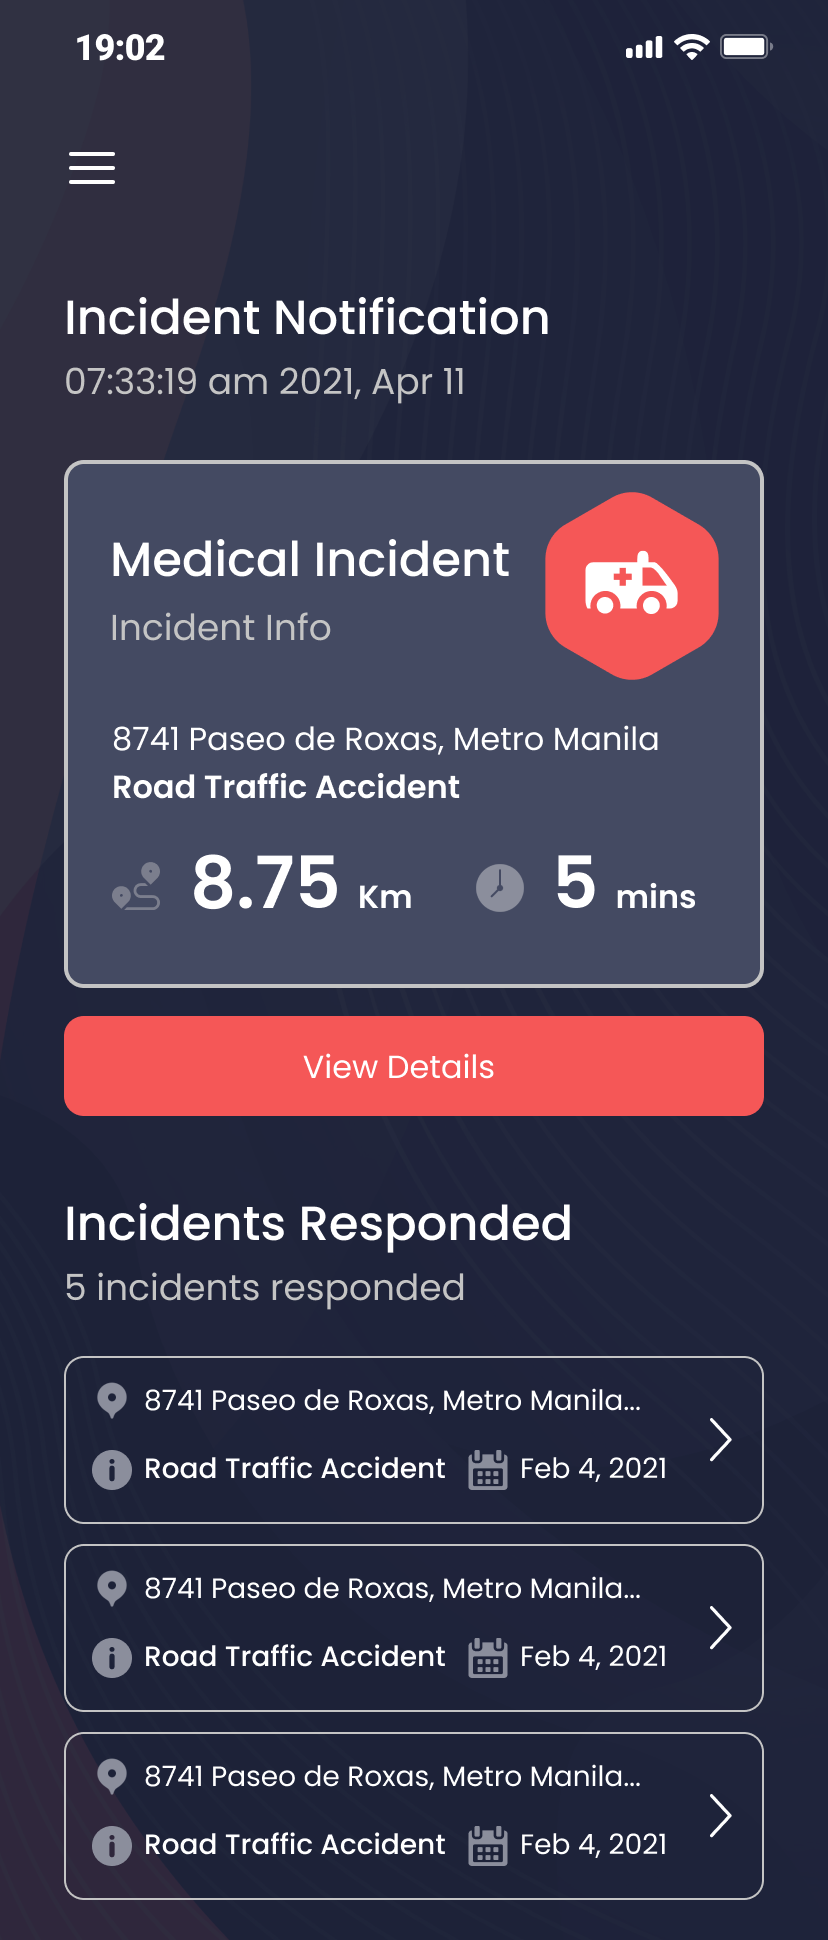 19:02
Incident Notification
07:33:19 am 2021, Apr 11
Medical Incident
Incident Info
8741 Paseo de Roxas, Metro Manila
Road Traffic Accident
8.75 Km 5 mins
View Details
Incidents Responded
5 incidents responded
8741 Paseo de Roxas, Metro Manila...
Road Traffic Accident Feb 4, 2021
8741 Paseo de Roxas, Metro Manila...
Road Traffic Accident Feb 4, 2021
8741 Paseo de Roxas, Metro Manila...
Road Traffic Accident Feb 4, 2021